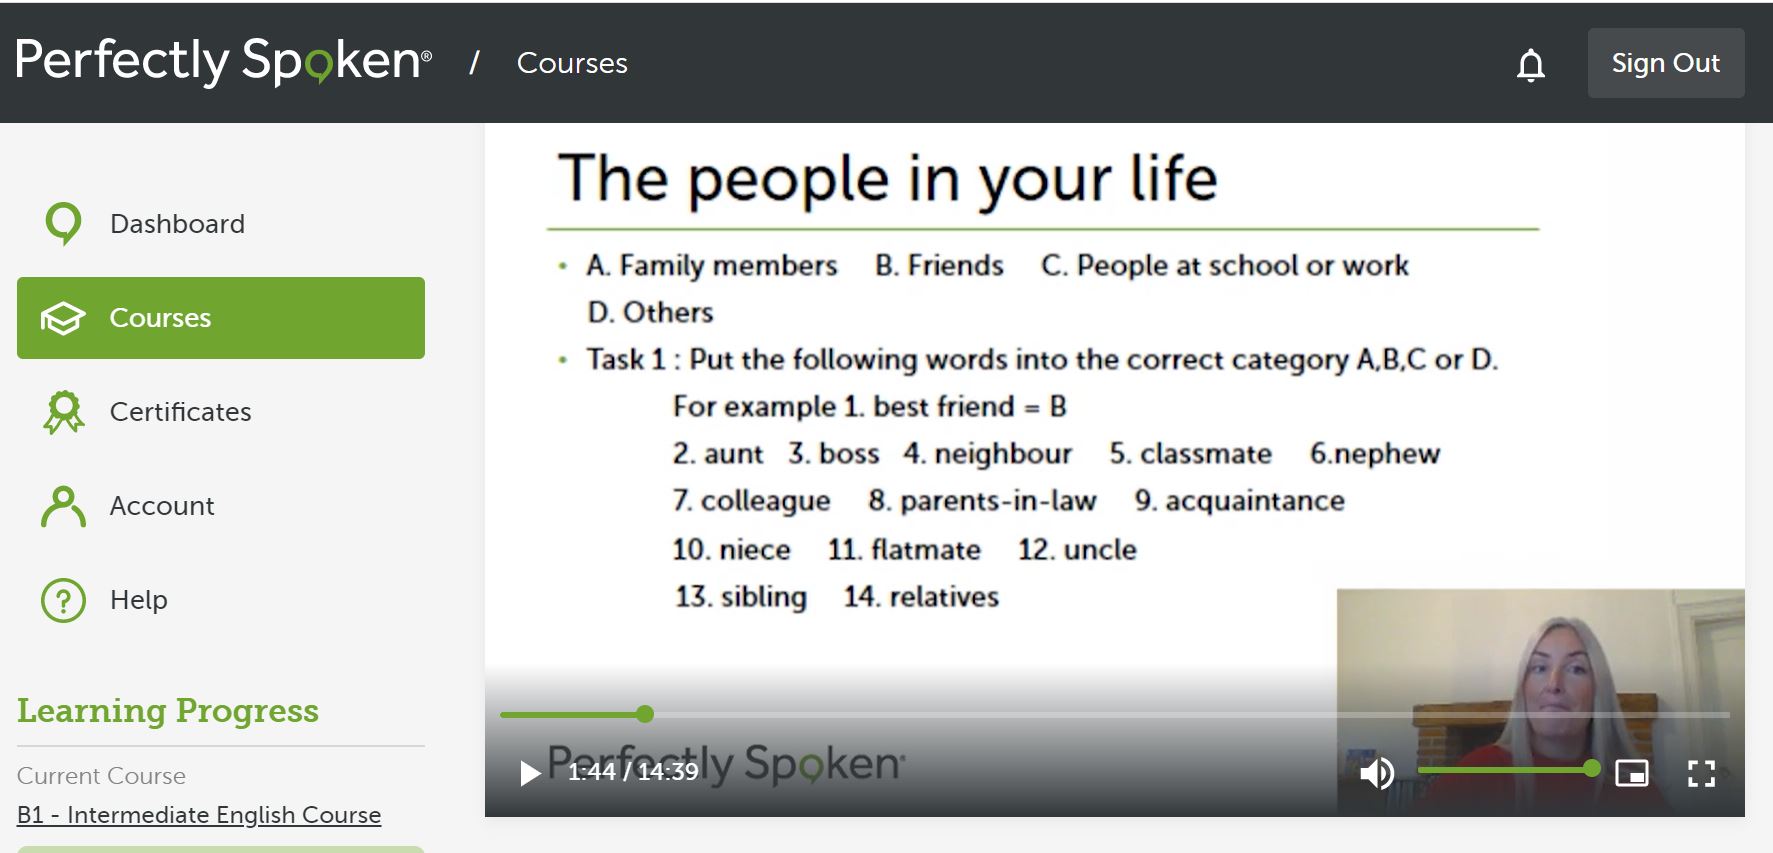 Perfectly Spoken® / Courses
Sign Out
Dashboard
Courses
Certificates
Account
Help
Learning Progress
Current Course
B1 - Intermediate English Course
The people in your life
• A. Family members B. Friends C. People at school or work
D. Others
• Task 1 : Put the following words into the correct category A,B,C or D.
For example 1. best friend = B
2. aunt 3. boss 4. neighbour 5. classmate 6.nephew
7. colleague 8. parents-in-law 9. acquaintance
10. niece 11. flatmate 12. uncle
13. sibling 14. relatives
Perfectly Spoken
1:44 / 14:39